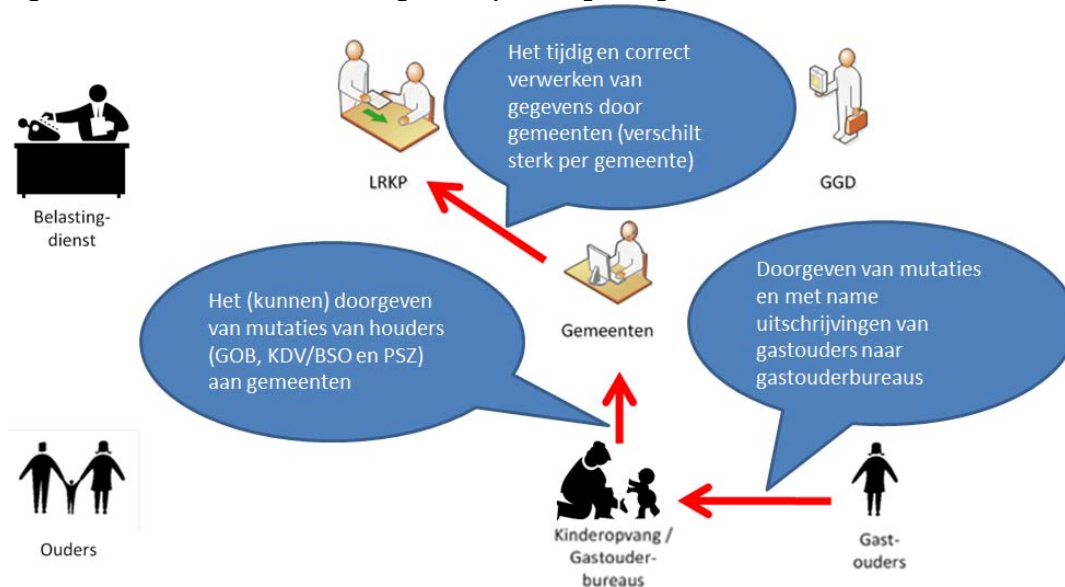 Het tijdig en correct
verwerken van
gegevens door
gemeenten (verschilt
sterk per gemeente)
LRKP
GGD
Belasting-
dienst
Het (kunnen) doorgeven
van mutaties van houders
(GOB, KDV/BSO en PSZ)
aan gemeenten
Gemeenten
Doorgeven van mutaties
en met name
uitschrijvingen van
gastouders naar
gastouderbureaus
Ouders
Kinderopvang /
Gastouder-
bureaus
Gast-
ouders